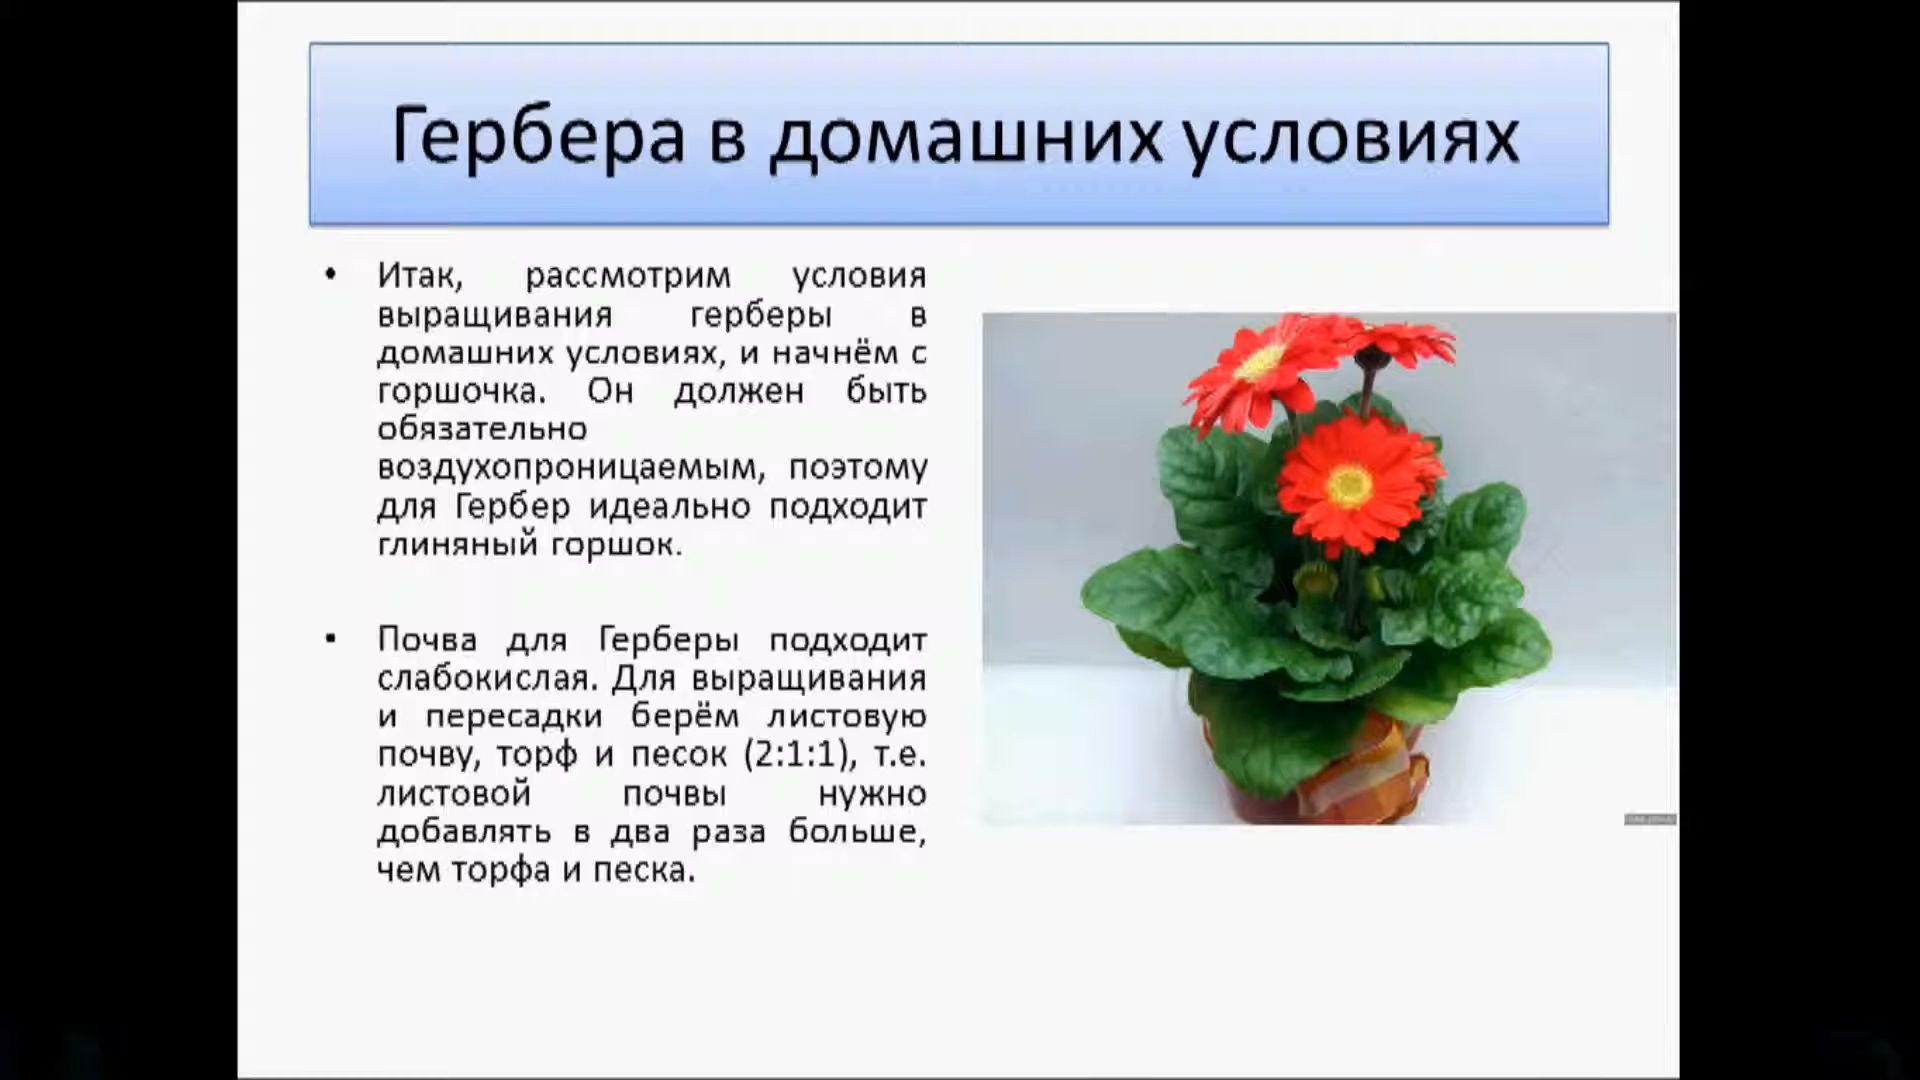 Гербера в домашних условиях
• Итак, рассмотрим условия
выращивания герберы в
домашних условиях, и начнём с
горшочка. Он должен быть
обязательно
воздухопроницаемым, поэтому
для Гербер идеально подходит
глиняный горшок.
• Почва для Герберы подходит
слабокислая. Для выращивания
и пересадки берём листовую
почву, торф и песок (2:1:1), т.е.
листовой почвы нужно
добавлять в два раза больше,
чем торфа и песка.